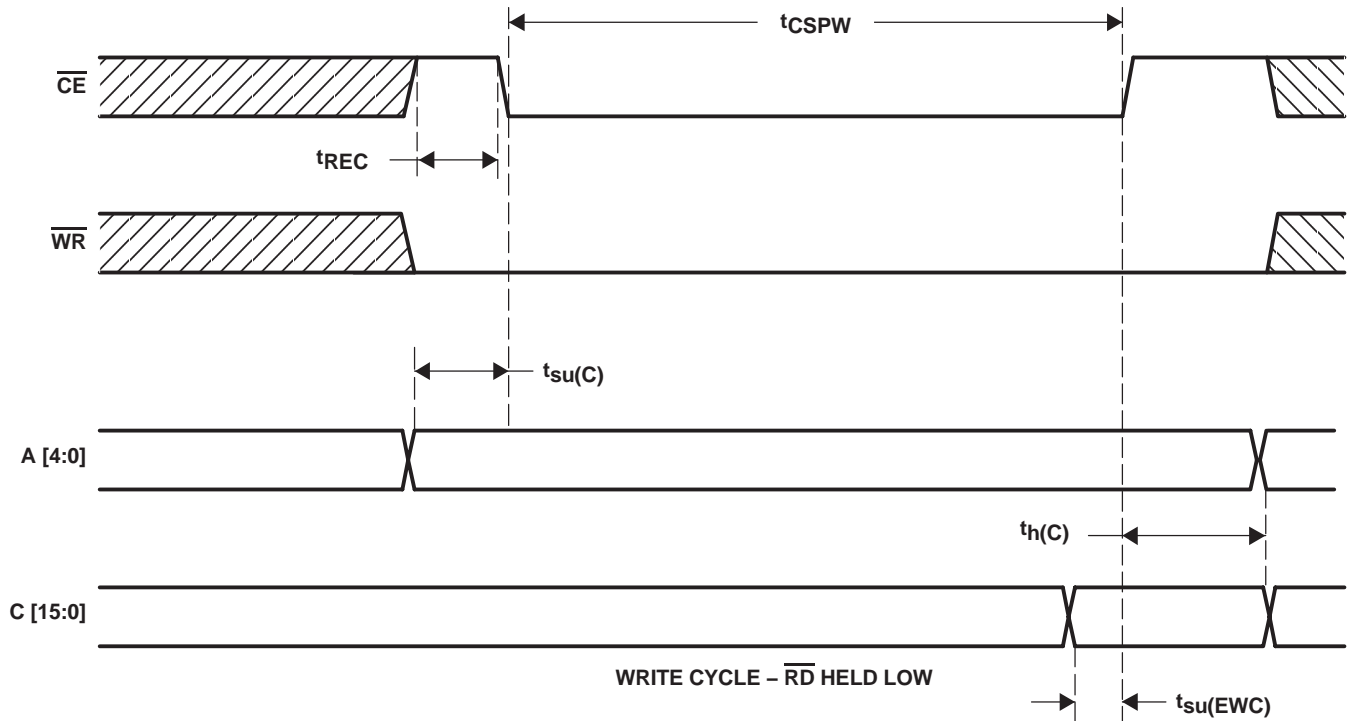 tCSPW
CE
tREC
WR
tsu(C)
A [4:0]
th(C)
C [15:0]
WRITE CYCLE – RD HELD LOW
tsu(EWC)